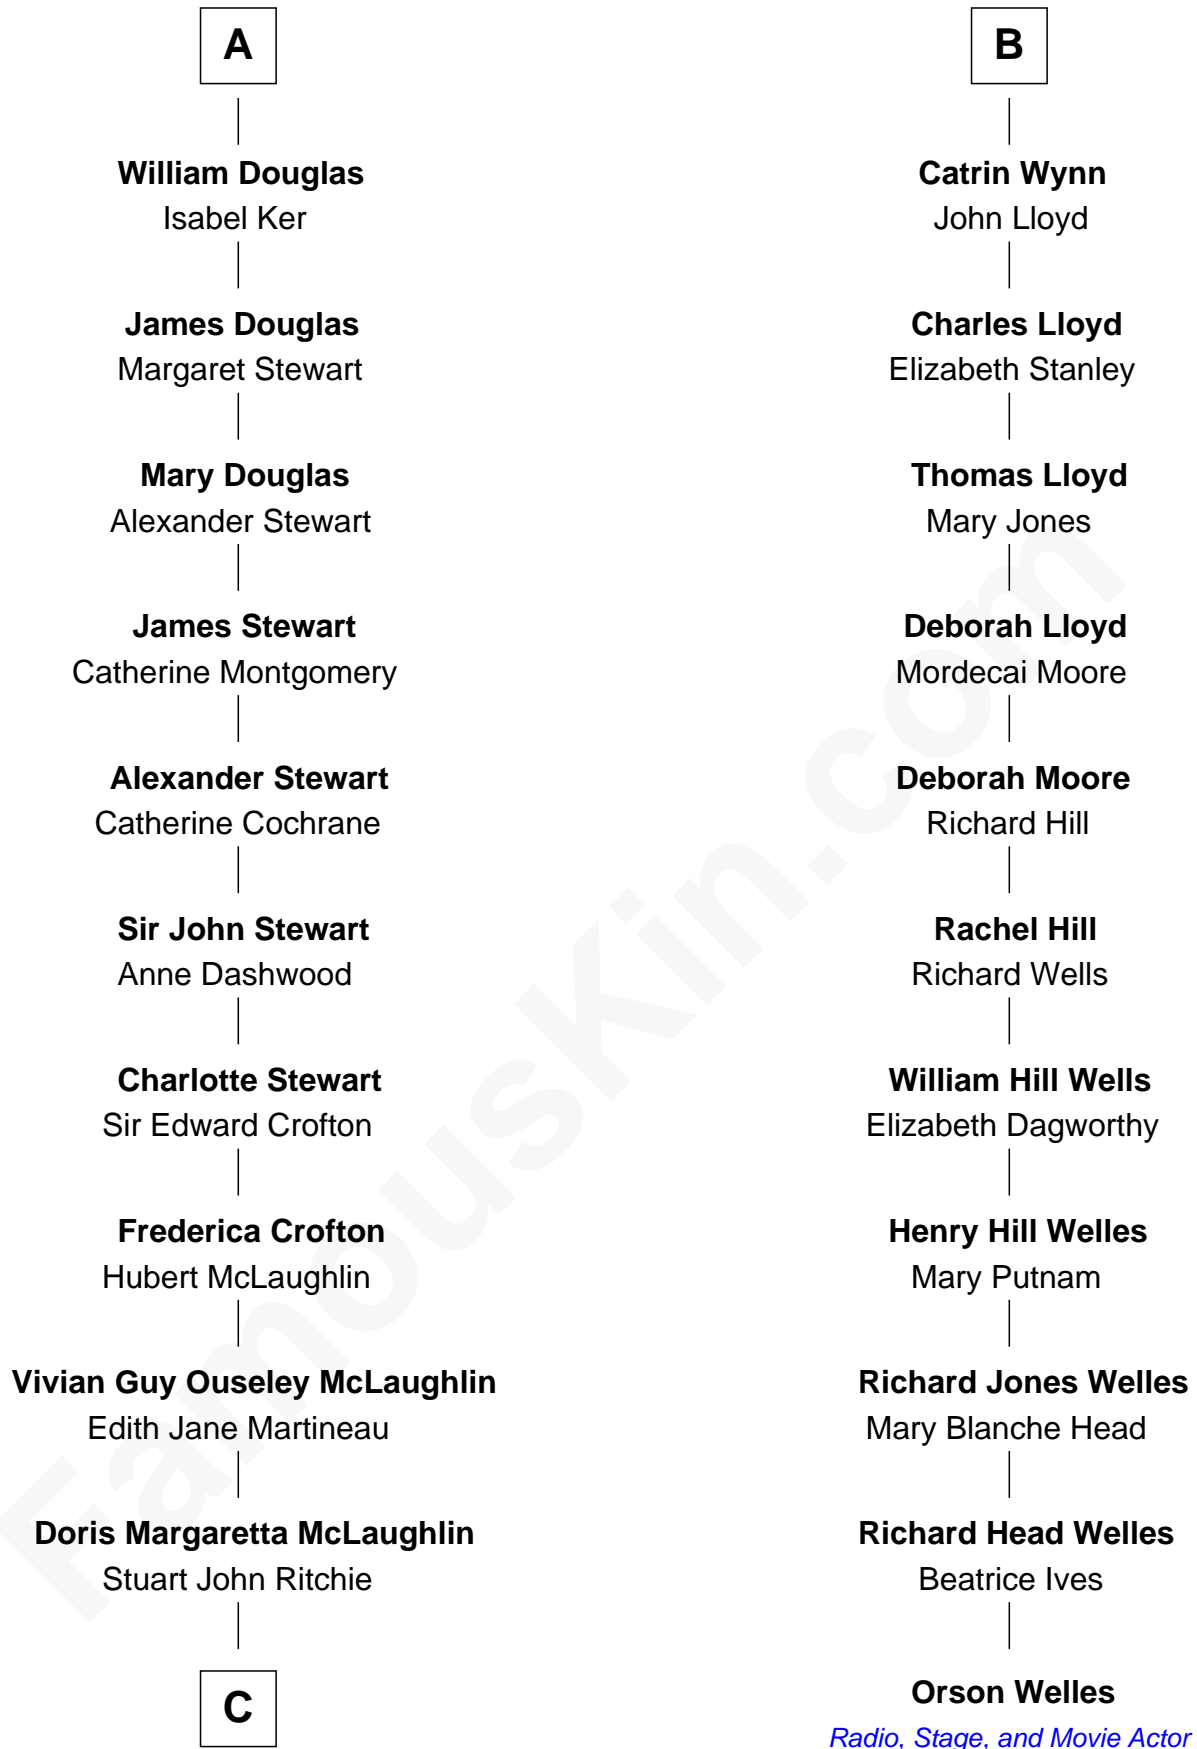 A
William Douglas
Isabel Ker
James Douglas
Margaret Stewart
Mary Douglas
Alexander Stewart
James Stewart
Catherine Montgomery
Alexander Stewart
Catherine Cochrane
Sir John Stewart
Anne Dashwood
Charlotte Stewart
Sir Edward Crofton
Frederica Crofton
Hubert McLaughlin
Vivian Guy Ouseley McLaughlin
Edith Jane Martineau
Doris Margaretta McLaughlin
Stuart John Ritchie
C
B
Catrin Wynn
John Lloyd
Charles Lloyd
Elizabeth Stanley
Thomas Lloyd
Mary Jones
Deborah Lloyd
Mordecai Moore
Deborah Moore
Richard Hill
Rachel Hill
Richard Wells
William Hill Wells
Elizabeth Dagworthy
Henry Hill Welles
Mary Putnam
Richard Jones Welles
Mary Blanche Head
Richard Head Welles
Beatrice Ives
Orson Welles
Radio, Stage, and Movie Actor
FamousKin.com